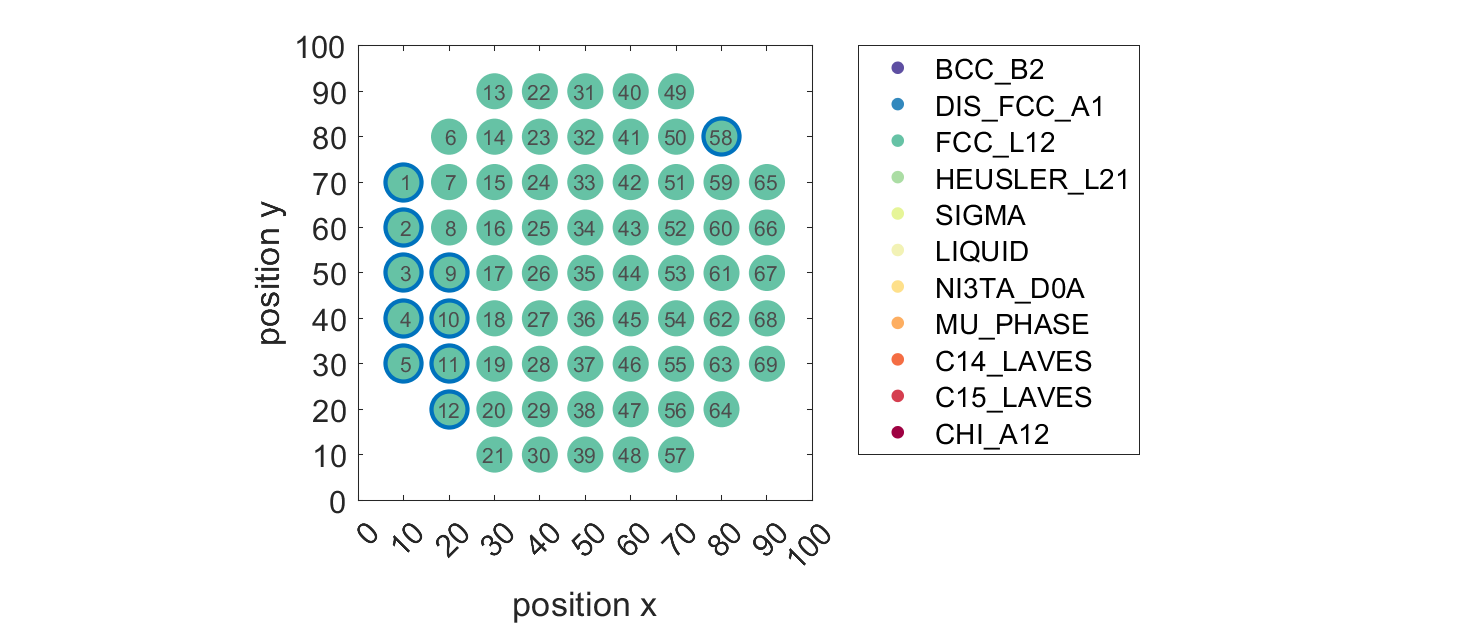 100
90
80
70
60
50
40
30
20
10
0
position y
13 22 31 40 49
6 14 23 32 41 50 58
1 7 15 24 33 42 51 59 65
2 8 16 25 34 43 52 60 66
3 9 17 26 35 44 53 61 67
4 10 18 27 36 45 54 62 68
5 11 19 28 37 46 55 63 69
12 20 29 38 47 56 64
21 30 39 48 57
0 10 20 30 40 50 60 70 80 90 100
position x
BCC_B2
DIS_FCC_A1
FCC_L12
HEUSLER_L21
SIGMA
LIQUID
NI3TA_D0A
MU_PHASE
C14_LAVES
C15_LAVES
CHI_A12